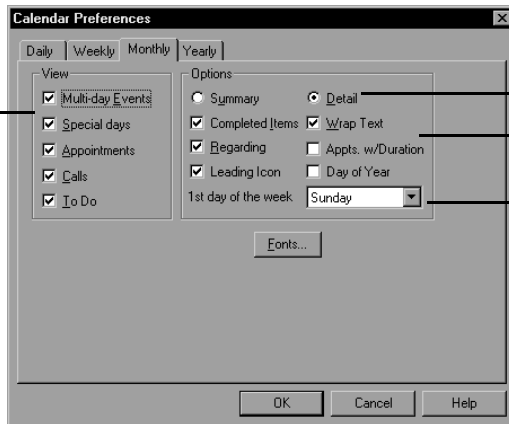 Calendar Preferences
Daily Weekly Monthly Yearly
View
Multi-day Events
Special days
Appointments
Calls
To Do
Options
Summary Detail
Completed Items Wrap Text
Regarding Appts. w/Duration
Leading Icon Day of Year
1st day of the week Sunday
Fonts...
OK Cancel Help